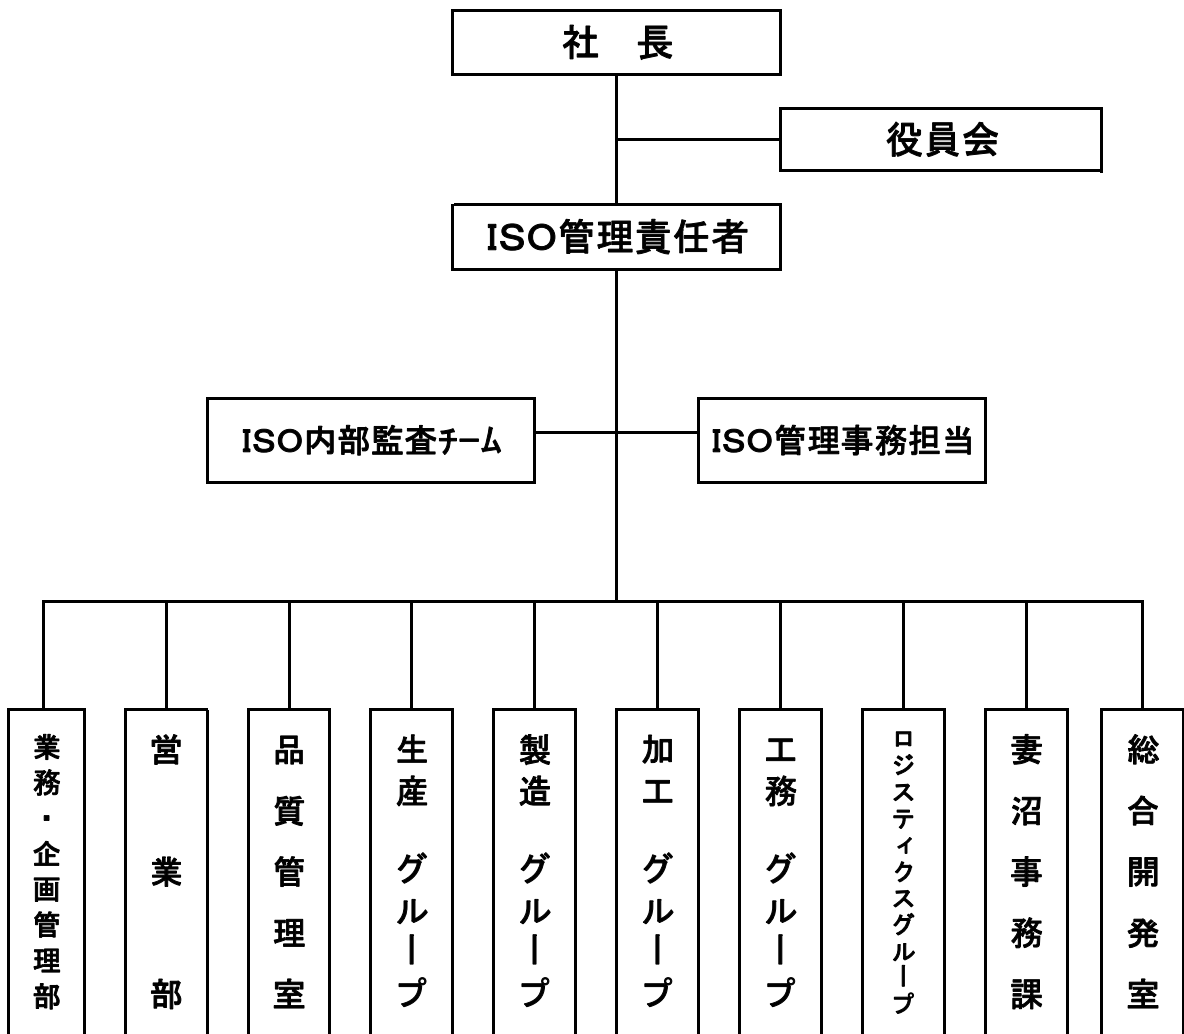 社　長
役員会
ISO管理責任者
ISO内部監査ﾁｰﾑ
ISO管理事務担当
業務・企画管理部
営業部
品質管理室
生産グループ
製造グループ
加工グループ
工務グループ
ロジスティクスグループ
妻沼事務課
総合開発室